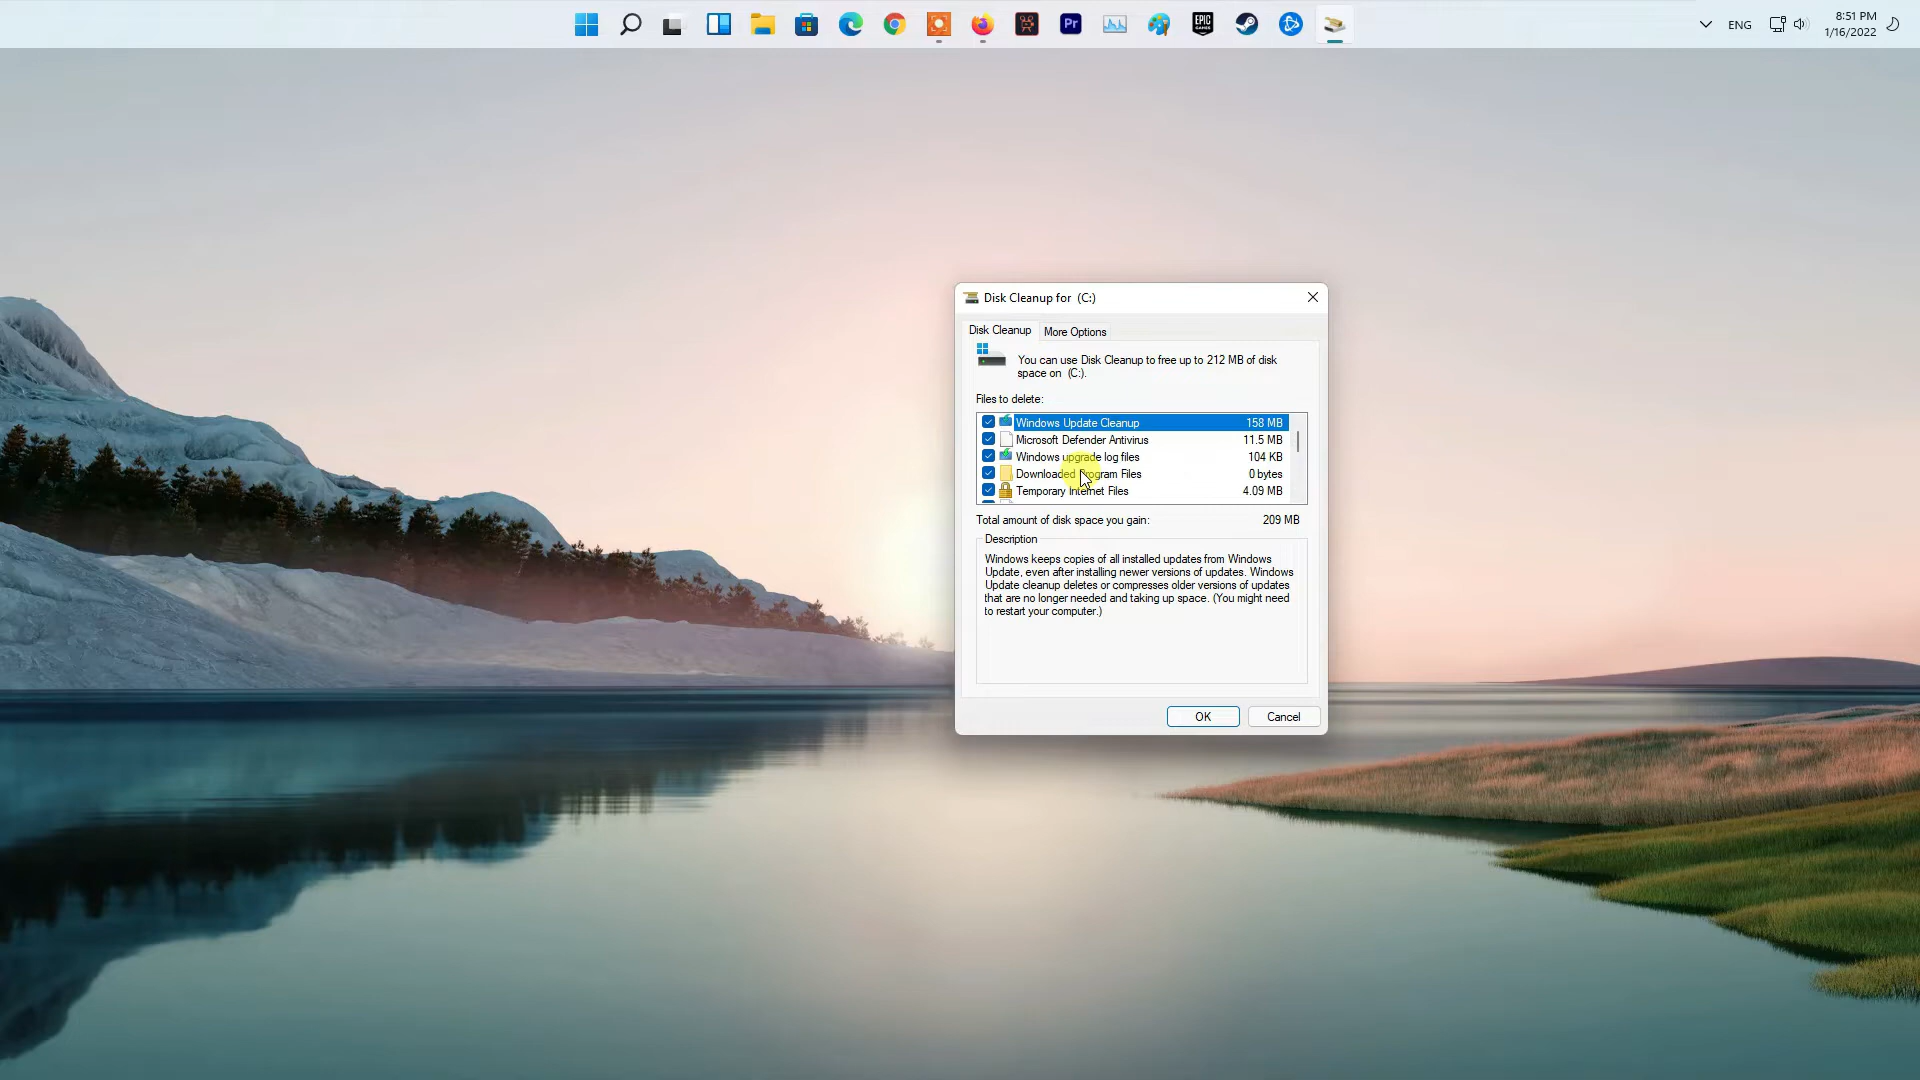 Pr
EPIC
GAMES
ENG
8:51 PM
1/16/2022
Disk Cleanup for (C:)
Disk Cleanup
More Options
You can use Disk Cleanup to free up to 212 MB of disk
space on (C:).
Files to delete:
Windows Update Cleanup 158 MB
Microsoft Defender Antivirus 11.5 MB
Windows upgrade log files 104 KB
Downloaded Program Files 0 bytes
Temporary Internet Files 4.09 MB
Total amount of disk space you gain: 209 MB
Description
Windows keeps copies of all installed updates from Windows
Update, even after installing newer versions of updates. Windows
Update cleanup deletes or compresses older versions of updates
that are no longer needed and taking up space. (You might need
to restart your computer.)
OK
Cancel